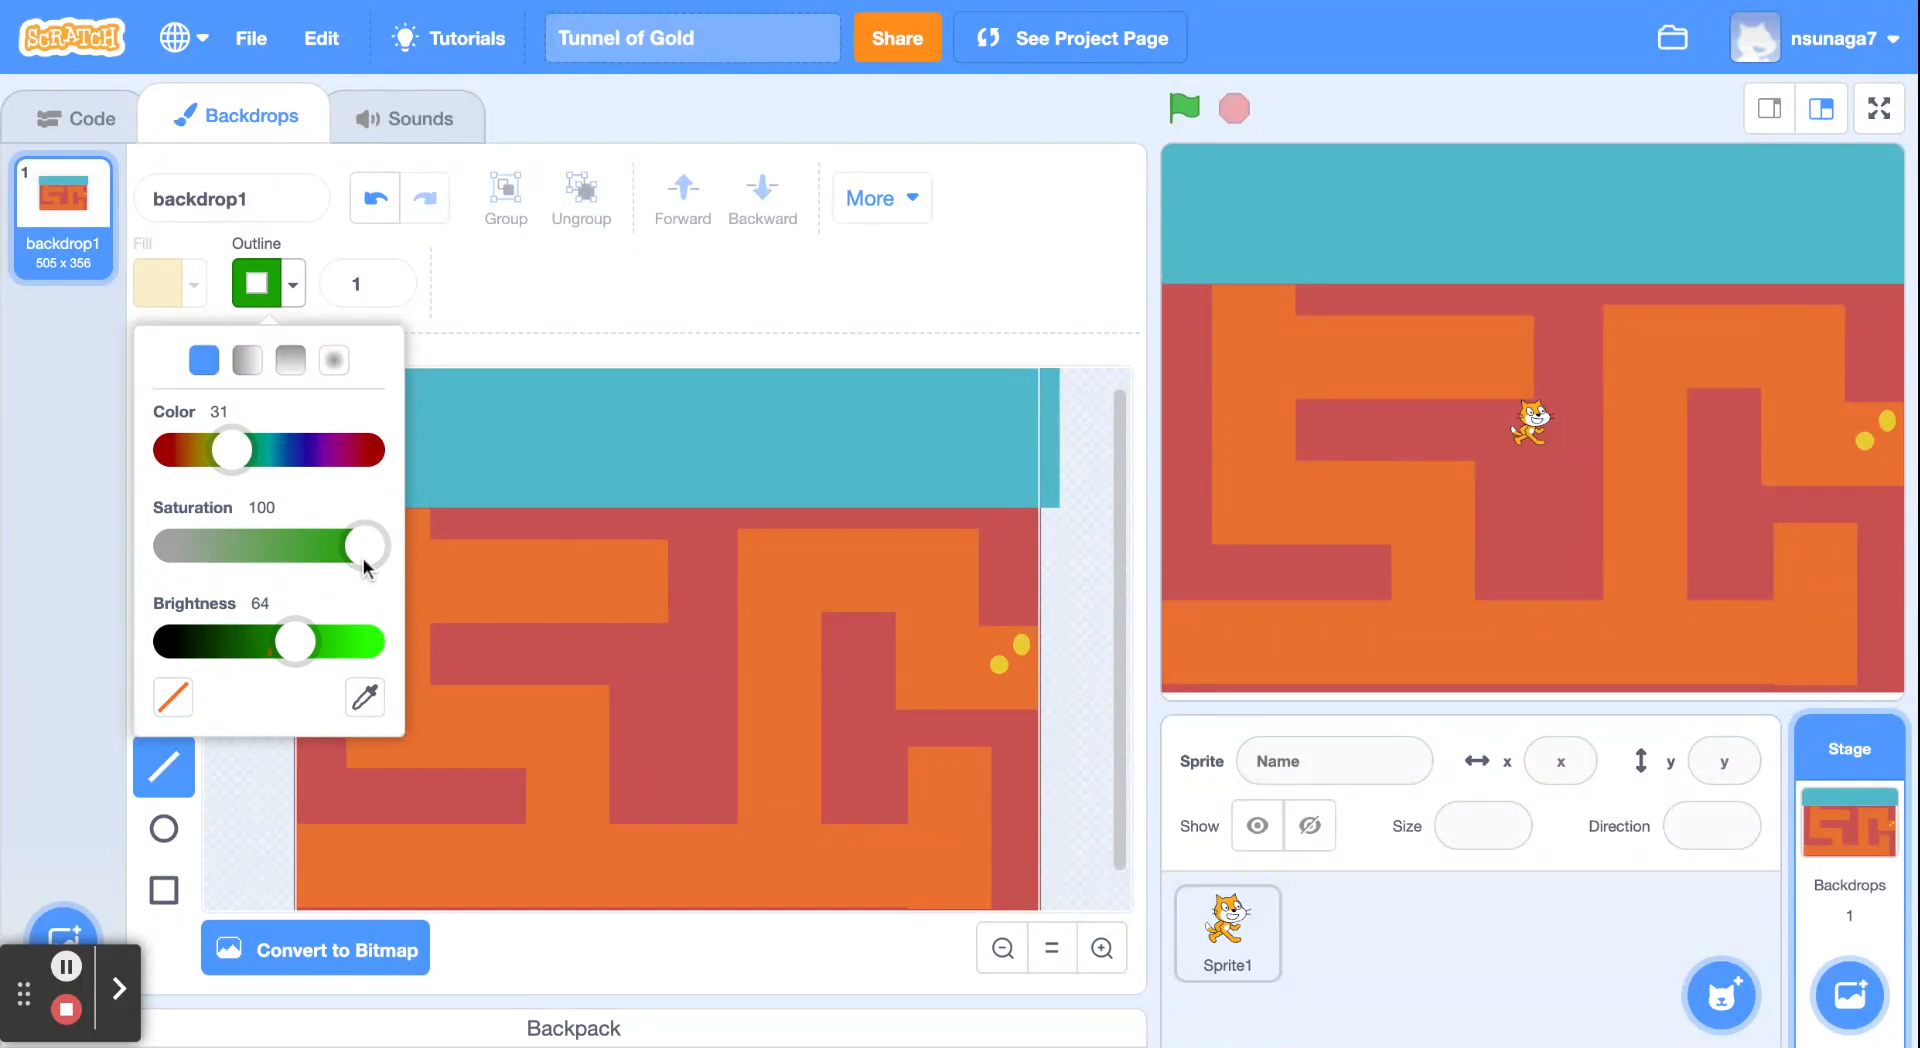 SCRATCH
File
Edit
Tutorials
Tunnel of Gold
Share
See Project Page
nsunaga7
Code
Backdrops
Sounds
1
backdrop1
505 x 356
backdrop1
Group
Ungroup
Forward
Backward
More
Fill
Outline
1
Color 31
Saturation 100
Brightness 64
Convert to Bitmap
Backpack
Sprite
Name
x
x
y
y
Show
Size
Direction
Sprite1
Stage
Backdrops
1